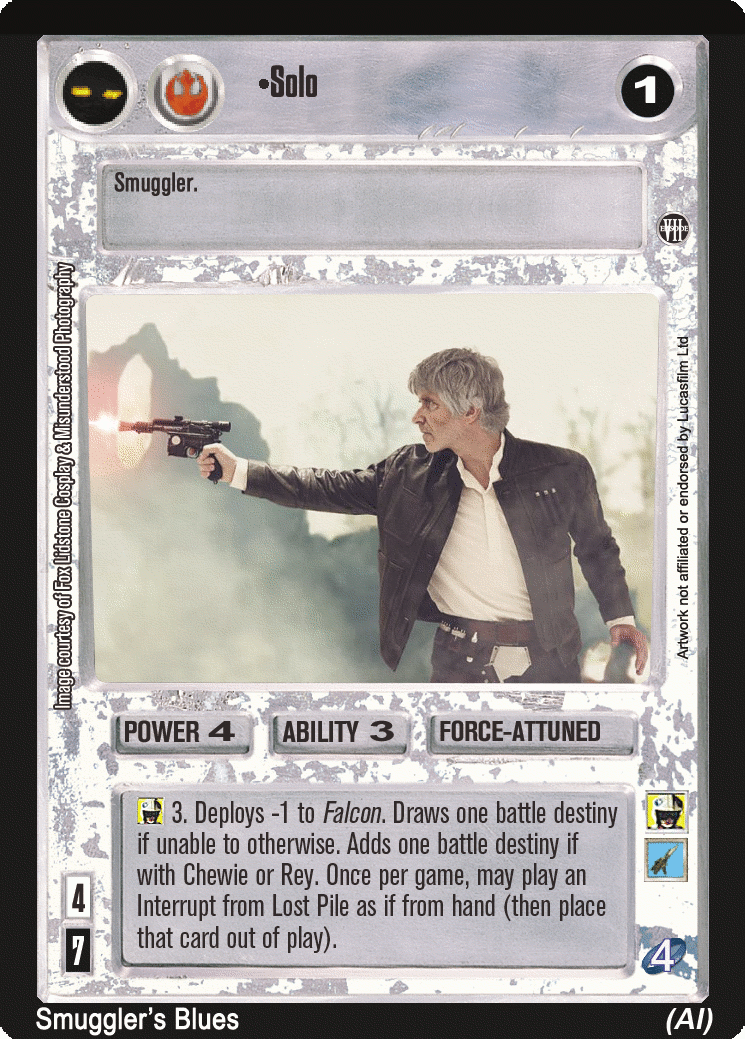 •Solo
1
Smuggler.
EPISODE
VII
Image courtesy of Fox Lidstone Cosplay & Misunderstood Photography
Artwork not affiliated or endorsed by Lucasfilm Ltd
POWER 4
ABILITY 3
FORCE-ATTUNED
3. Deploys -1 to Falcon. Draws one battle destiny
if unable to otherwise. Adds one battle destiny if
with Chewie or Rey. Once per game, may play an
Interrupt from Lost Pile as if from hand (then place
that card out of play).
4
7
4
Smuggler's Blues
(AI)